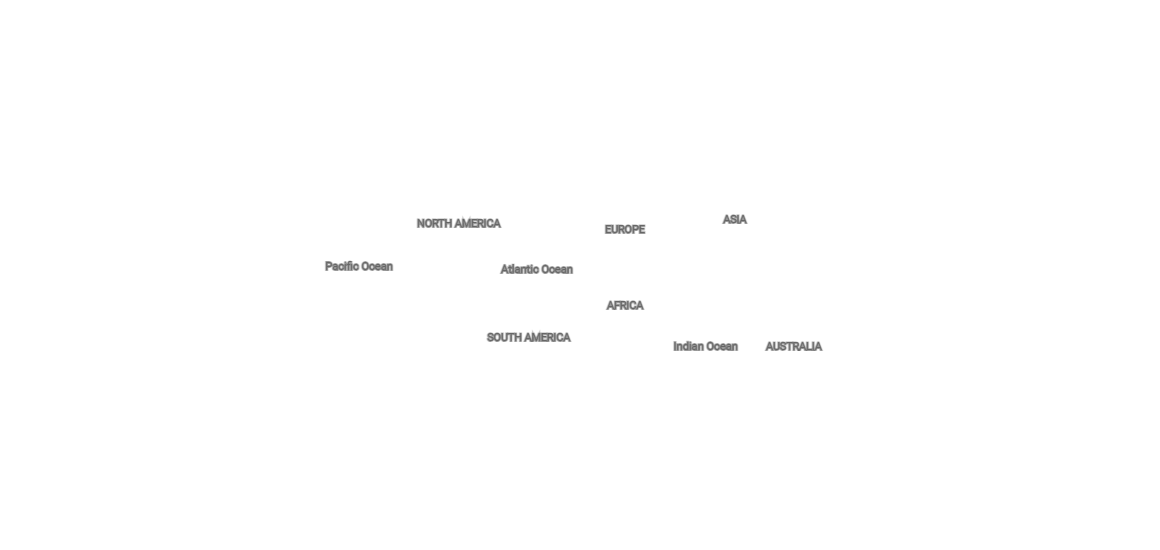 ASIA
NORTH AMERICA
EUROPE
Pacific Ocean
Atlantic Ocean
AFRICA
SOUTH AMERICA
Indian Ocean
AUSTRALIA